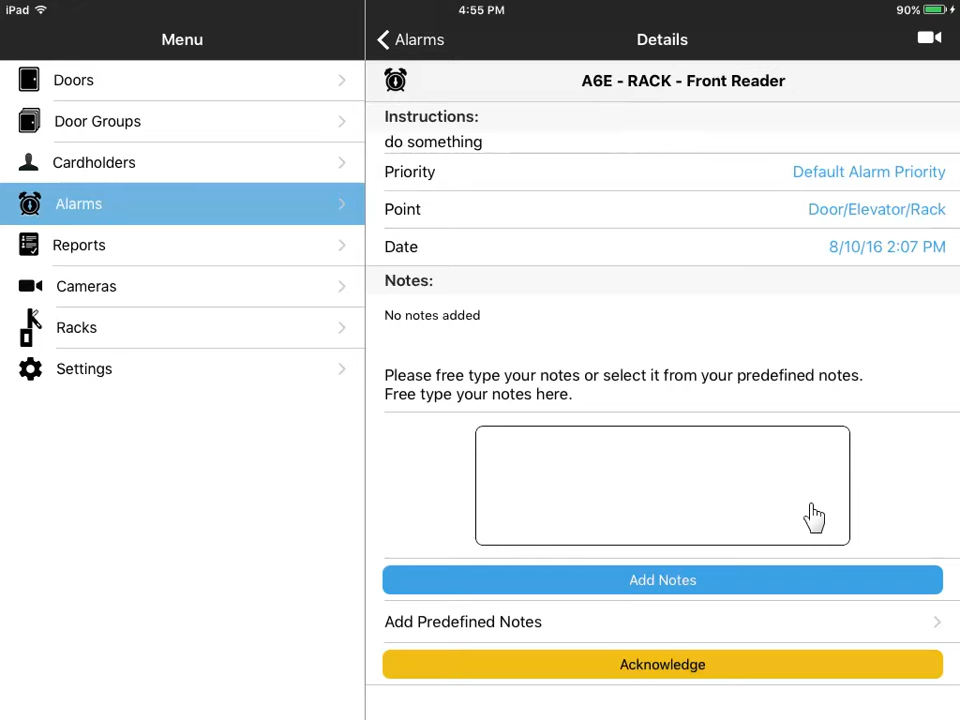 iPad
4:55 PM
90%
Menu
Doors
Door Groups
Cardholders
Alarms
Reports
Cameras
Racks
Settings
Alarms
Details
A6E - RACK - Front Reader
Instructions:
do something
Priority
Default Alarm Priority
Point
Door/Elevator/Rack
Date
8/10/16 2:07 PM
Notes:
No notes added
Please free type your notes or select it from your predefined notes.
Free type your notes here.
Add Notes
Add Predefined Notes
Acknowledge